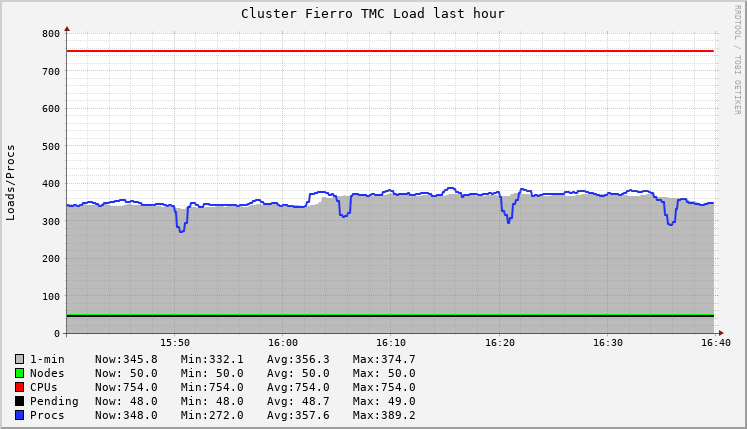 Cluster Fierro TMC Load last hour
RRDTOOL / TOBI OETIKER
Loads/Procs
800
700
600
500
400
300
200
100
0
15:50 16:00 16:10 16:20 16:30 16:40
1-min Now:345.8 Min:332.1 Avg:356.3 Max:374.7
Nodes Now: 50.0 Min: 50.0 Avg: 50.0 Max: 50.0
CPUs Now:754.0 Min:754.0 Avg:754.0 Max:754.0
Pending Now: 48.0 Min: 48.0 Avg: 48.7 Max: 49.0
Procs Now:348.0 Min:272.0 Avg:357.6 Max:389.2